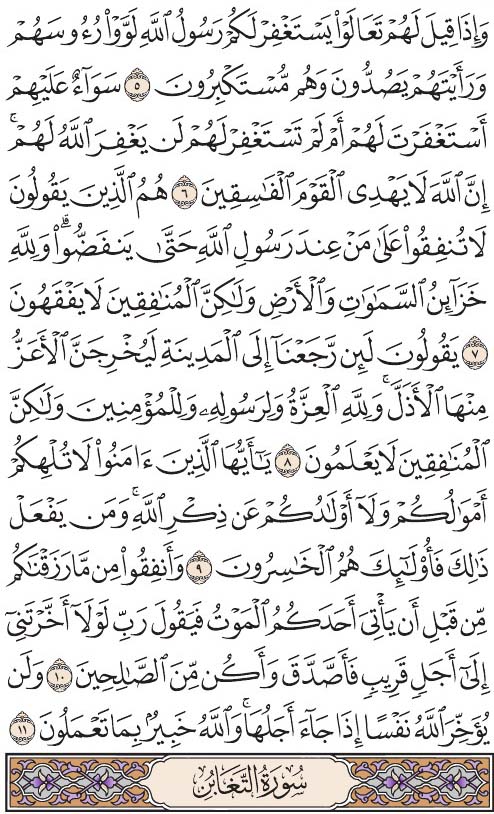 وَإِذَا قِيلَ لَهُمۡ تَعَالَوۡاْ يَسۡتَغۡفِرۡ لَكُمۡ رَسُولُ ٱللَّهِ لَوَّوۡاْ رُءُوسَهُمۡ
وَرَأَيۡتَهُمۡ يَصُدُّونَ وَهُم مُّسۡتَكۡبِرُونَ ٥ سَوَآءٌ عَلَيۡهِمۡ
أَسۡتَغۡفَرۡتَ لَهُمۡ أَمۡ لَمۡ تَسۡتَغۡفِرۡ لَهُمۡ لَن يَغۡفِرَ ٱللَّهُ لَهُمۡۚ
إِنَّ ٱللَّهَ لَا يَهۡدِي ٱلۡقَوۡمَ ٱلۡفَٰسِقِينَ ٦ هُمُ ٱلَّذِينَ يَقُولُونَ
لَا تُنفِقُواْ عَلَىٰ مَنۡ عِندَ رَسُولِ ٱللَّهِ حَتَّىٰ يَنفَضُّواْۗ وَلِلَّهِ
خَزَآئِنُ ٱلسَّمَٰوَٰتِ وَٱلۡأَرۡضِ وَلَٰكِنَّ ٱلۡمُنَٰفِقِينَ لَا يَفۡقَهُونَ
٧ يَقُولُونَ لَئِن رَّجَعۡنَآ إِلَى ٱلۡمَدِينَةِ لَيُخۡرِجَنَّ ٱلۡأَعَزُّ
مِنۡهَا ٱلۡأَذَلَّۚ وَلِلَّهِ ٱلۡعِزَّةُ وَلِرَسُولِهِۦ وَلِلۡمُؤۡمِنِينَ وَلَٰكِنَّ
ٱلۡمُنَٰفِقِينَ لَا يَعۡلَمُونَ ٨ يَٰٓأَيُّهَا ٱلَّذِينَ ءَامَنُواْ لَا تُلۡهِكُمۡ
أَمۡوَٰلُكُمۡ وَلَآ أَوۡلَٰدُكُمۡ عَن ذِكۡرِ ٱللَّهِۚ وَمَن يَفۡعَلۡ
ذَٰلِكَ فَأُوْلَٰٓئِكَ هُمُ ٱلۡخَٰسِرُونَ ٩ وَأَنفِقُواْ مِن مَّا رَزَقۡنَٰكُم
مِّن قَبۡلِ أَن يَأۡتِيَ أَحَدَكُمُ ٱلۡمَوۡتُ فَيَقُولَ رَبِّ لَوۡلَآ أَخَّرۡتَنِيٓ
إِلَىٰٓ أَجَلٖ قَرِيبٖ فَأَصَّدَّقَ وَأَكُن مِّنَ ٱلصَّٰلِحِينَ ١٠ وَلَن
يُؤَخِّرَ ٱللَّهُ نَفۡسًا إِذَا جَآءَ أَجَلُهَاۚ وَٱللَّهُ خَبِيرُۢ بِمَا تَعۡمَلُونَ ١١
سُورَةُ التَّغَابُنِ